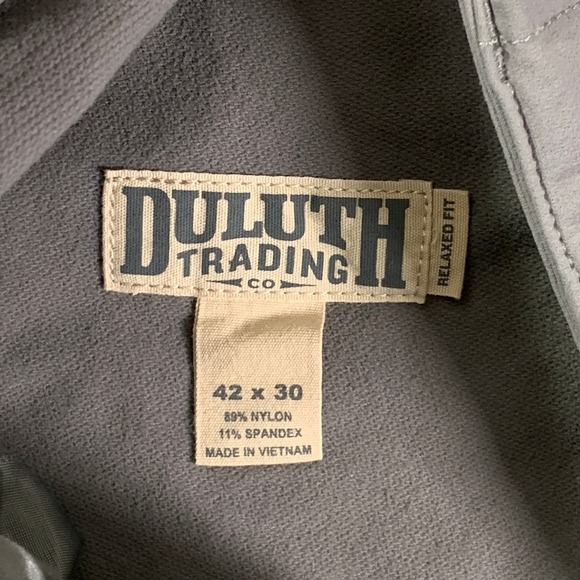 DULUTH
TRADING
CO
RELAXED FIT
42 x 30
89% NYLON
11% SPANDEX
MADE IN VIETNAM